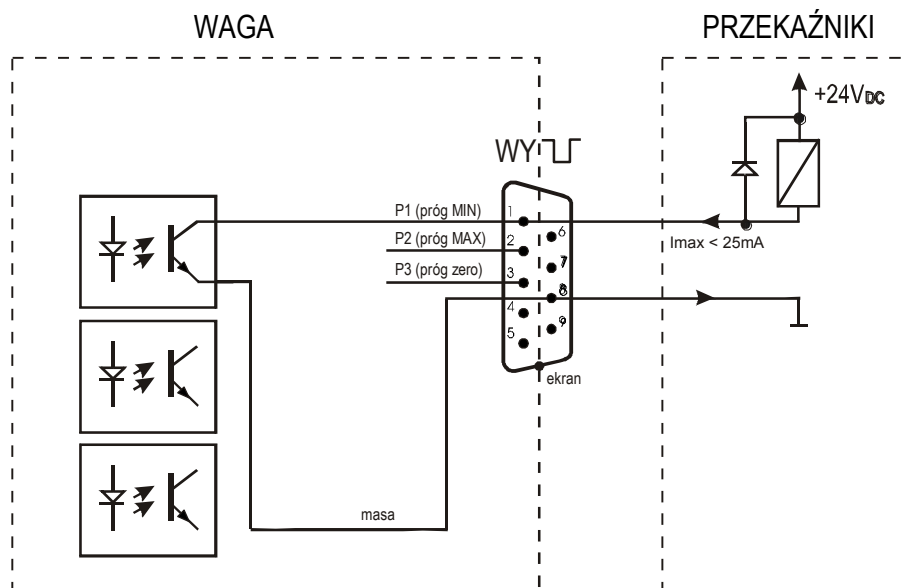 WAGA
PRZEKAŹNIKI
+24VDC
WY
P1 (próg MIN)
1
6
P2 (próg MAX)
2
Imax < 25mA
P3 (próg zero)
3
7
8
4
9
5
ekran
masa